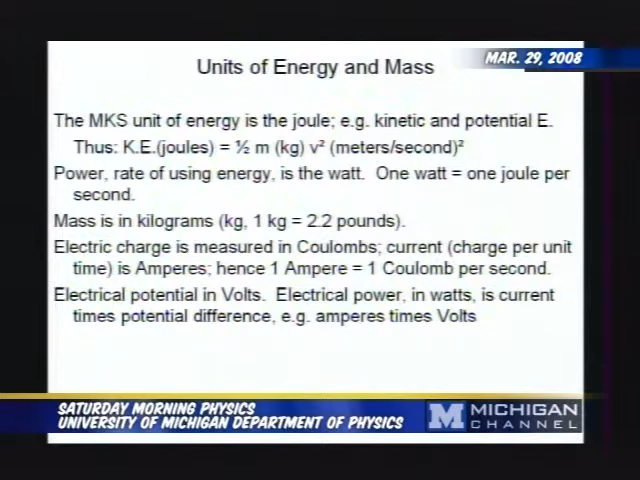 MAR. 29, 2008
Units of Energy and Mass
The MKS unit of energy is the joule; e.g. kinetic and potential E.
Thus: K.E.(joules) = ½ m (kg) v² (meters/second)²
Power, rate of using energy, is the watt. One watt = one joule per
second.
Mass is in kilograms (kg, 1 kg = 2.2 pounds).
Electric charge is measured in Coulombs; current (charge per unit
time) is Amperes; hence 1 Ampere = 1 Coulomb per second.
Electrical potential in Volts. Electrical power, in watts, is current
times potential difference, e.g. amperes times Volts
SATURDAY MORNING PHYSICS
UNIVERSITY OF MICHIGAN DEPARTMENT OF PHYSICS
M MICHIGAN
CHANNEL